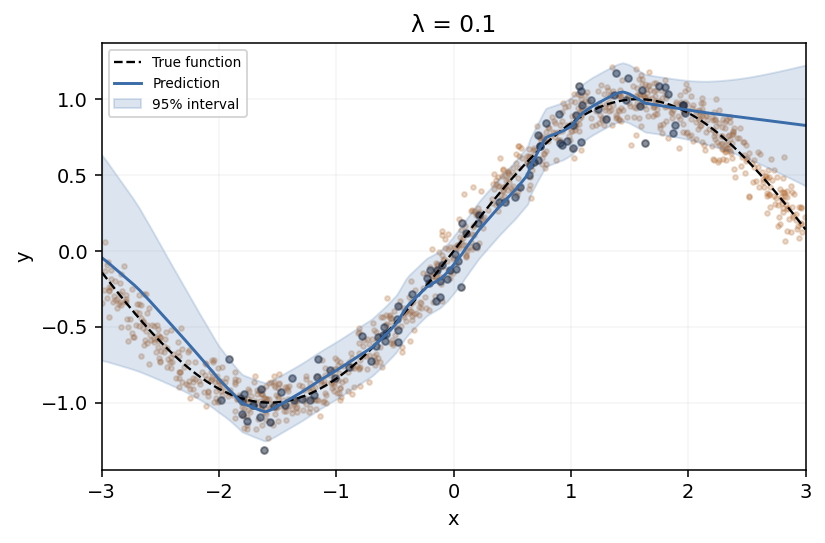 λ = 0.1
True function
Prediction
95% interval
1.0
0.5
0.0
−0.5
−1.0
y
−3
−2
−1
0
1
2
3
x